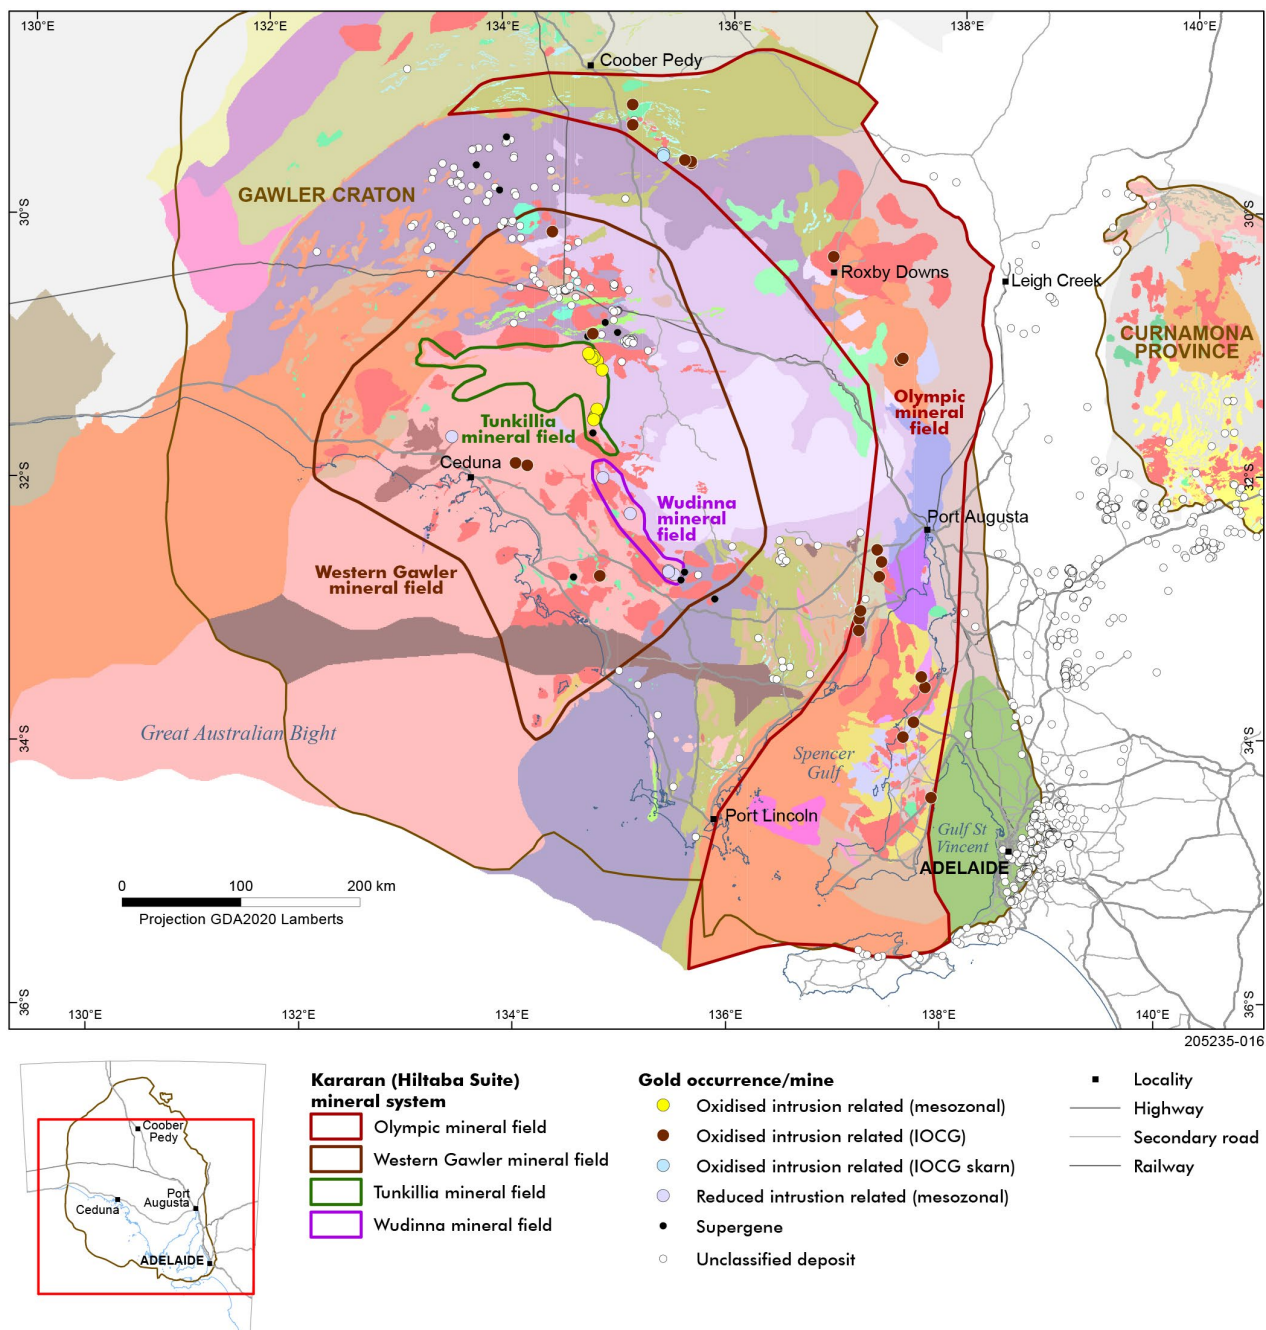 130°E
132°E
134°E
136°E
138°E
140°E
Coober Pedy
GAWLER CRATON
30°S
30°S
Roxby Downs
Leigh Creek
CURNAMONA
PROVINCE
Olympic
mineral
field
Tunkillia
mineral field
Ceduna
32°S
32°S
Wudinna
mineral
field
Port Augusta
Western Gawler
mineral field
Great Australian Bight
34°S
34°S
Spencer
Gulf
Port Lincoln
Gulf St
Vincent
ADELAIDE
0
100
200 km
Projection GDA2020 Lamberts
36°S
36°S
130°E
132°E
134°E
136°E
138°E
140°E
205235-016
Coober
Pedy
Port
Augusta
Ceduna
ADELAIDE
Kararan (Hiltaba Suite)
mineral system
Olympic mineral field
Western Gawler mineral field
Tunkillia mineral field
Wudinna mineral field
Gold occurrence/mine
Oxidised intrusion related (mesozonal)
Oxidised intrusion related (IOCG)
Oxidised intrusion related (IOCG skarn)
Reduced intrustion related (mesozonal)
Supergene
Unclassified deposit
Locality
Highway
Secondary road
Railway